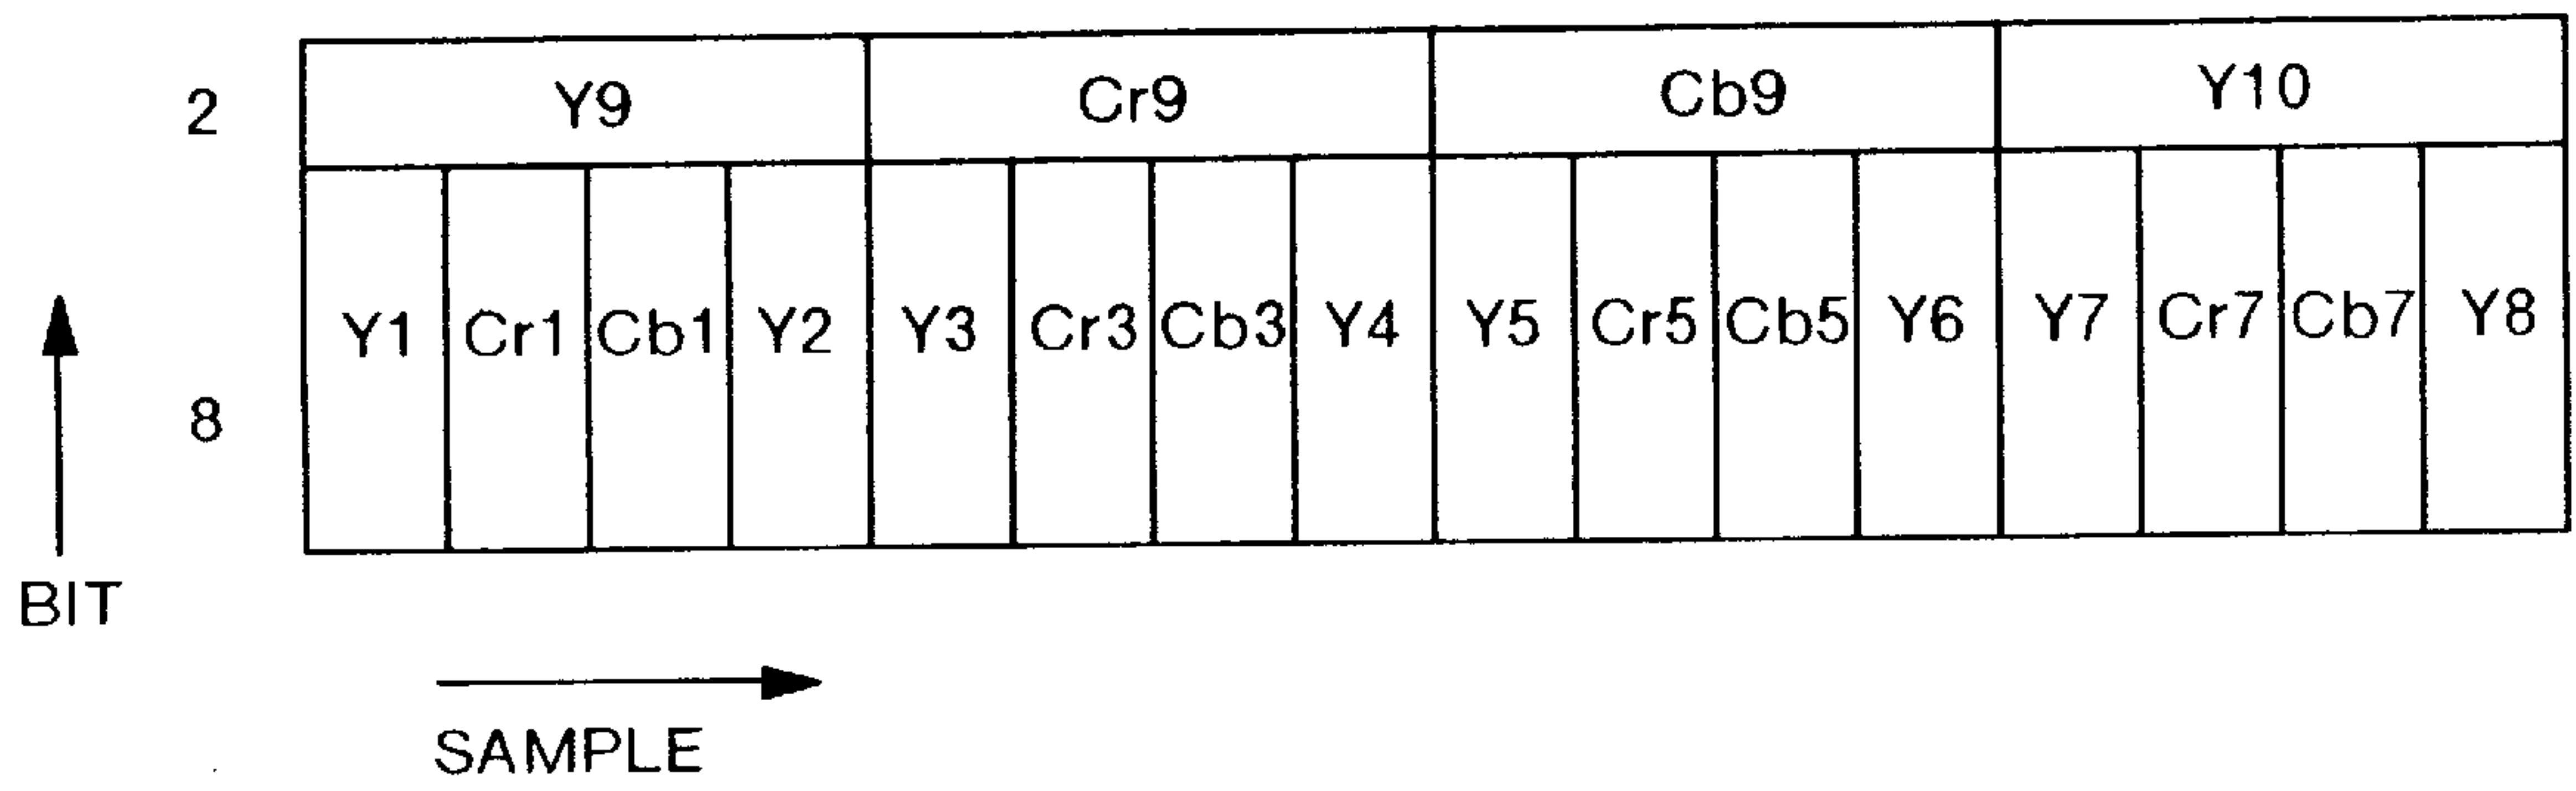 2 Y9 Cr9 Cb9 Y10
Y1 Cr1 Cb1 Y2 Y3 Cr3 Cb3 Y4 Y5 Cr5 Cb5 Y6 Y7 Cr7 Cb7 Y8
8
BIT
SAMPLE